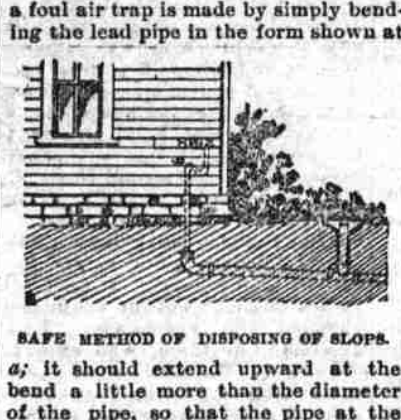 a foul air trap is made by simply bend-
ing the lead pipe in the form shown at
SAFE METHOD OF DISPOSING OF SLOPS.
a; it should extend upward at the
bend a little more than the diameter
of the pipe, so that the pipe at the